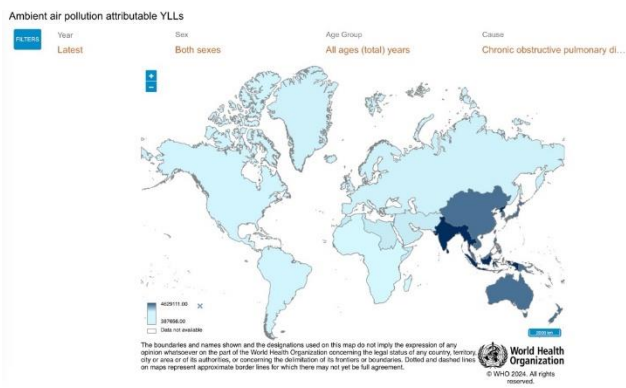 Ambient air pollution attributable YLLs
FILTERS
Year
Latest
Sex
Both sexes
Age Group
All ages (total) years
Cause
Chronic obstructive pulmonary di...
+
−
4629111.00
387698.00
Data not available
2000 km
The boundaries and names shown and the designations used on this map do not imply the expression of any
opinion whatsoever on the part of the World Health Organization concerning the legal status of any country, territory,
city or area or of its authorities, or concerning the delimitation of its frontiers or boundaries. Dotted and dashed lines
on maps represent approximate border lines for which there may not yet be full agreement.
World Health
Organization
© WHO 2024. All rights
reserved.